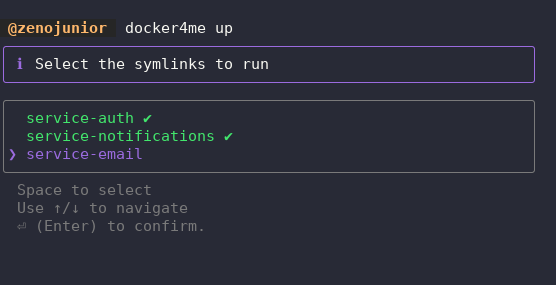 @zenojunior docker4me up
ℹ Select the symlinks to run
service-auth ✔
service-notifications ✔
❯ service-email
Space to select
Use ↑/↓ to navigate
⏎ (Enter) to confirm.